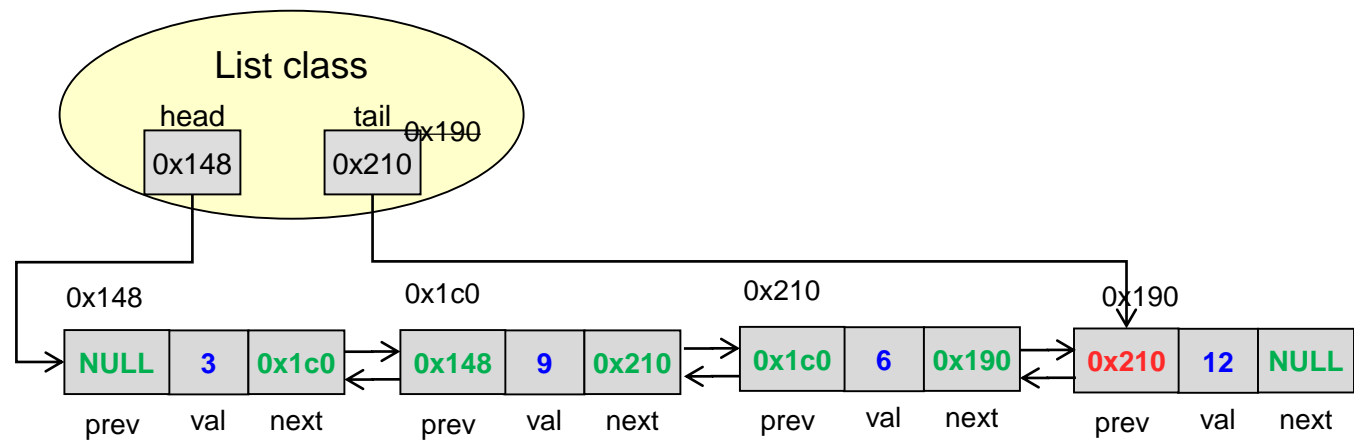 List class
head tail
0x190
0x148 0x210
0x148 0x1c0 0x210 0x190
NULL 3 0x1c0 0x148 9 0x210 0x1c0 6 0x190 0x210 12 NULL
prev val next prev val next prev val next prev val next